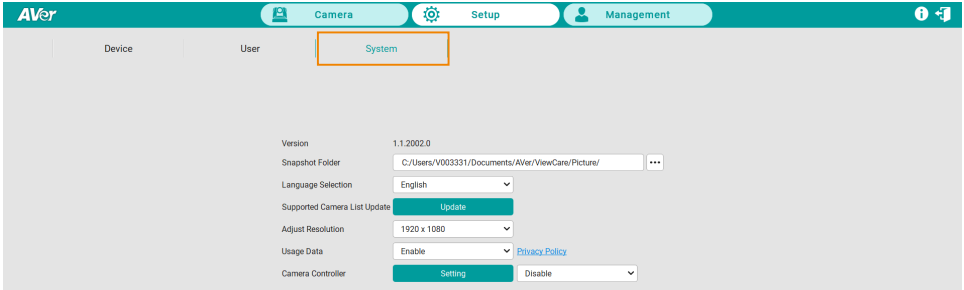 AVer Camera Setup Management
Device User System
Version 1.1.2002.0
Snapshot Folder C:/Users/V003331/Documents/AVer/ViewCare/Picture/ •••
Language Selection English
Supported Camera List Update Update
Adjust Resolution 1920 x 1080
Usage Data Enable Privacy Policy
Camera Controller Setting Disable